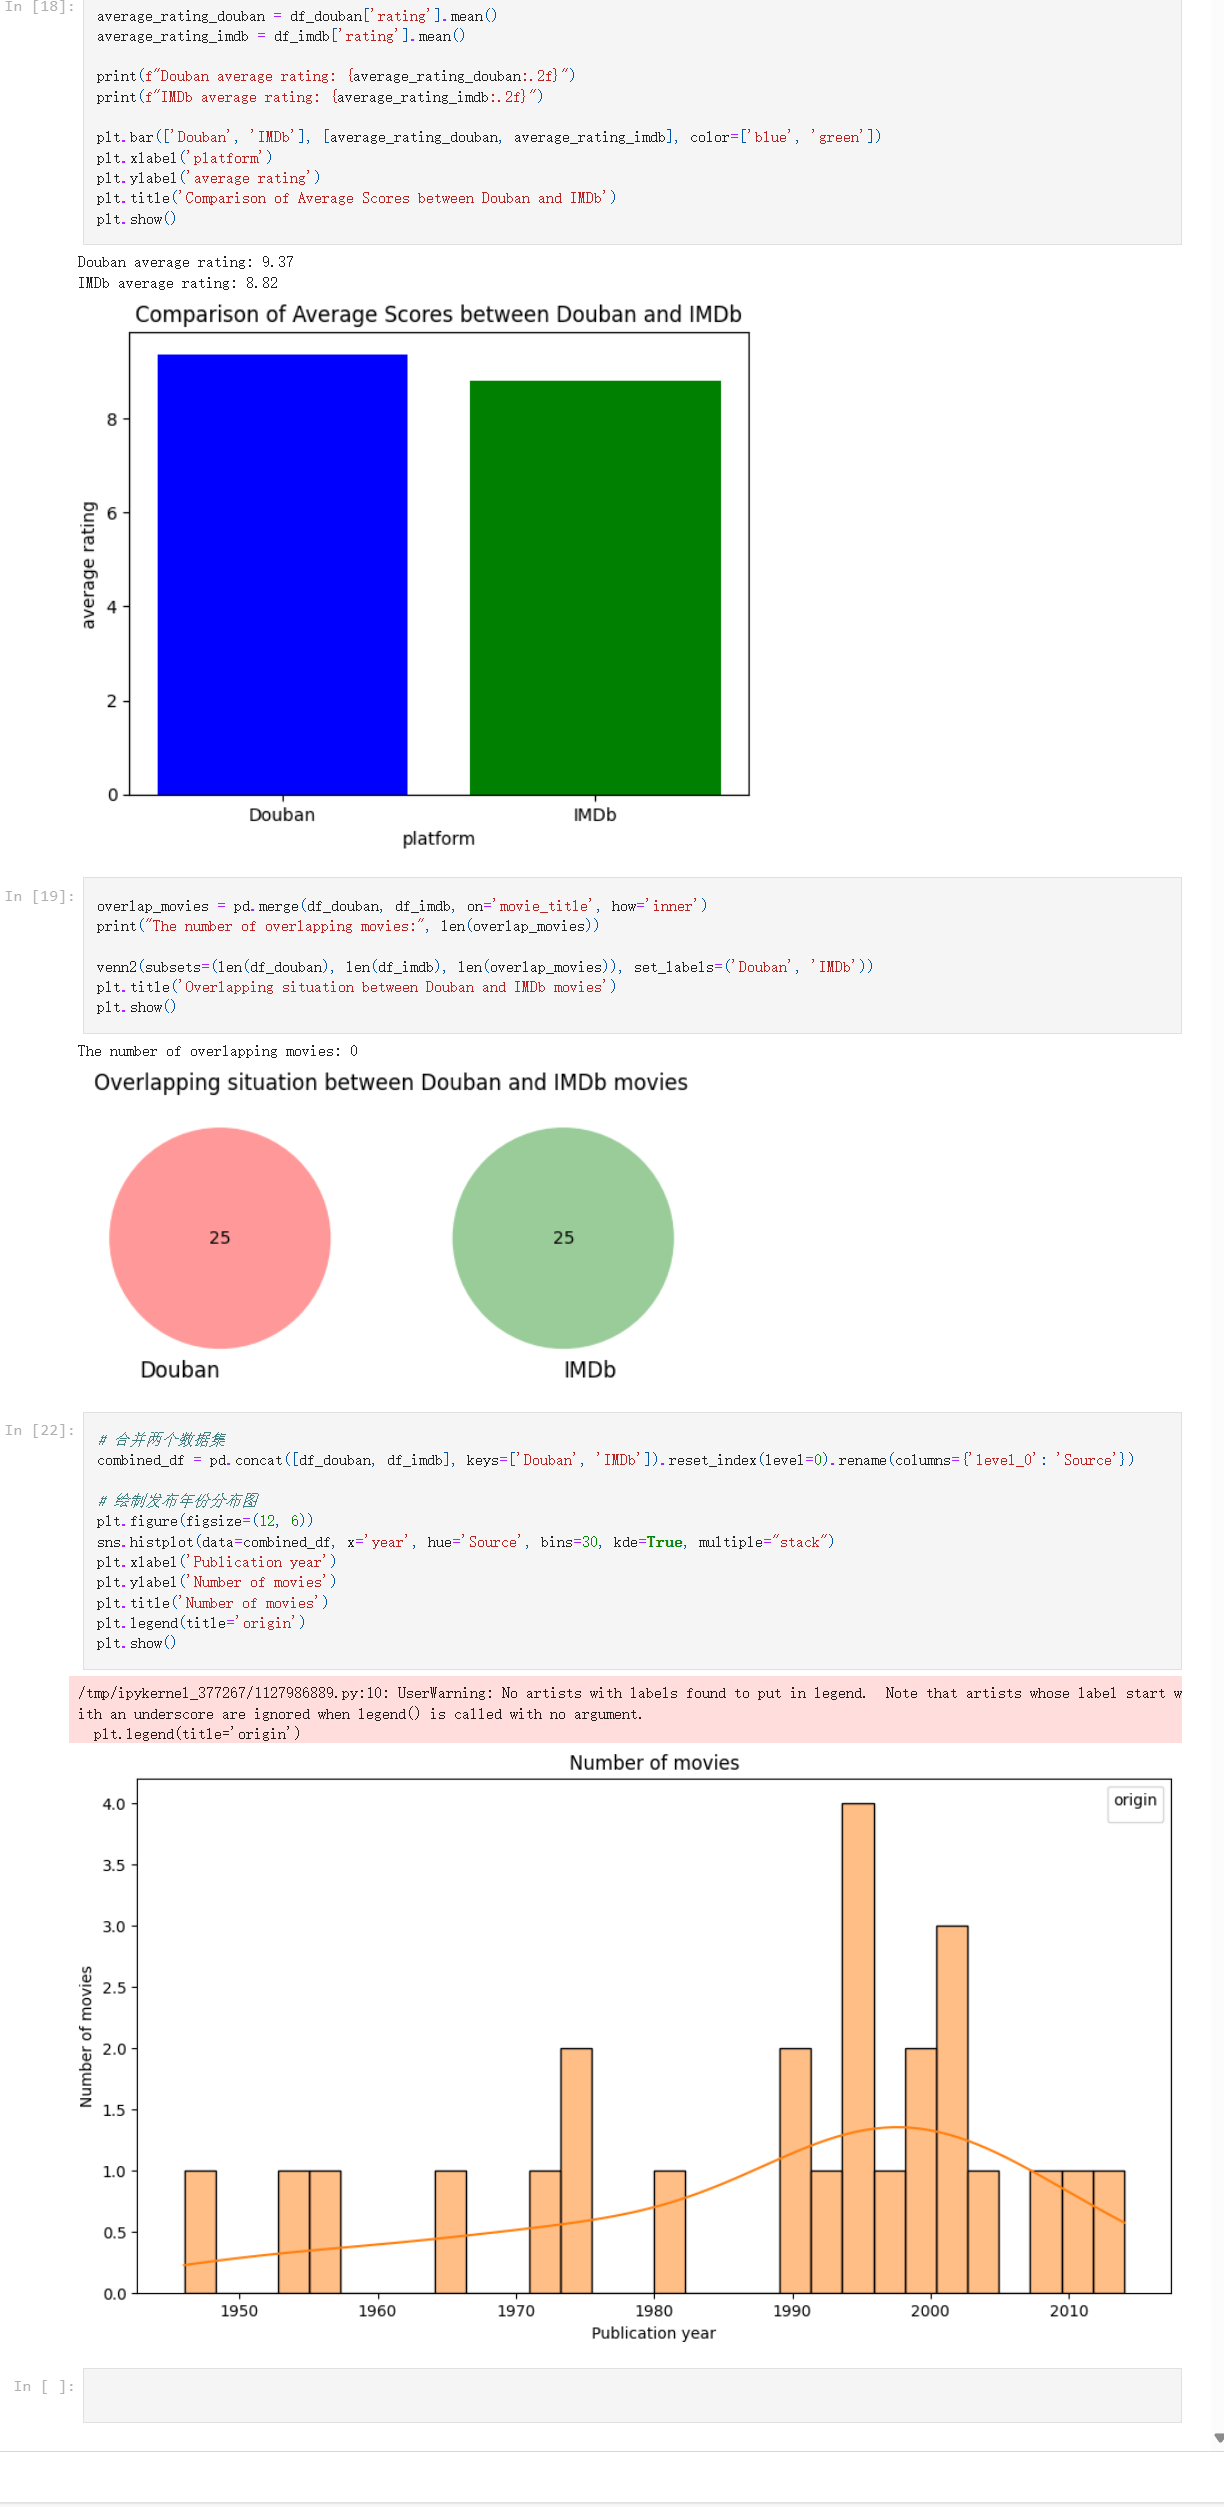 In [18]:
average_rating_douban = df_douban['rating'].mean()
average_rating_imdb = df_imdb['rating'].mean()
print(f"Douban average rating: {average_rating_douban:.2f}")
print(f"IMDb average rating: {average_rating_imdb:.2f}")
plt.bar(['Douban', 'IMDb'], [average_rating_douban, average_rating_imdb], color=['blue', 'green'])
plt.xlabel('platform')
plt.ylabel('average rating')
plt.title('Comparison of Average Scores between Douban and IMDb')
plt.show()
Douban average rating: 9.37
IMDb average rating: 8.82
Comparison of Average Scores between Douban and IMDb
8
6
4
2
0
average rating
Douban
IMDb
platform
In [19]:
overlap_movies = pd.merge(df_douban, df_imdb, on='movie_title', how='inner')
print("The number of overlapping movies:", len(overlap_movies))
venn2(subsets=(len(df_douban), len(df_imdb), len(overlap_movies)), set_labels=('Douban', 'IMDb'))
plt.title('Overlapping situation between Douban and IMDb movies')
plt.show()
The number of overlapping movies: 0
Overlapping situation between Douban and IMDb movies
25
25
Douban
IMDb
In [22]:
# 合并两个数据集
combined_df = pd.concat([df_douban, df_imdb], keys=['Douban', 'IMDb']).reset_index(level=0).rename(columns={'level_0': 'Source'})
# 绘制发布年份分布图
plt.figure(figsize=(12, 6))
sns.histplot(data=combined_df, x='year', hue='Source', bins=30, kde=True, multiple="stack")
plt.xlabel('Publication year')
plt.ylabel('Number of movies')
plt.title('Number of movies')
plt.legend(title='origin')
plt.show()
/tmp/ipykernel_377267/1127986889.py:10: UserWarning: No artists with labels found to put in legend.  Note that artists whose label start w
ith an underscore are ignored when legend() is called with no argument.
plt.legend(title='origin')
Number of movies
origin
4.0
3.5
3.0
2.5
2.0
1.5
1.0
0.5
0.0
Number of movies
1950
1960
1970
1980
1990
2000
2010
Publication year
In [ ]: